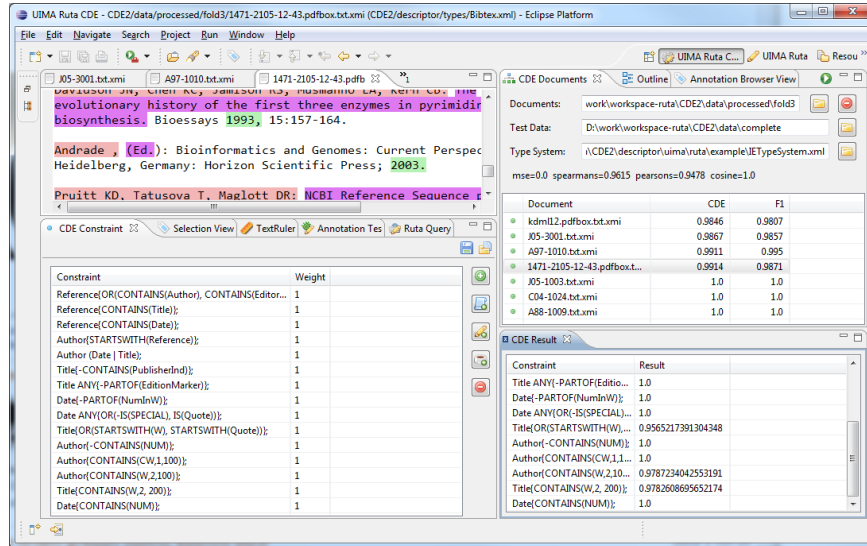 UIMA Ruta CDE - CDE2/data/processed/fold3/1471-2105-12-43.pdfbox.txt.xmi (CDE2/descriptor/types/Bibtex.xml) - Eclipse Platform
File Edit Navigate Search Project Run Window Help
UIMA Ruta C... UIMA Ruta Resou »
J05-3001.txt.xmi A97-1010.txt.xmi 1471-2105-12-43.pdfb »1
Davidson JN, Chen KC, Jamison RS, Musmanno LA, Kern CB: The
evolutionary history of the first three enzymes in pyrimidin
biosynthesis. Bioessays 1993, 15:157-164.
Andrade , (Ed.): Bioinformatics and Genomes: Current Perspec
Heidelberg, Germany: Horizon Scientific Press; 2003.
Pruitt KD, Tatusova T, Maglott DR: NCBI Reference Sequence
CDE Constraint Selection View TextRuler Annotation Tes Ruta Query
Constraint Weight
Reference{OR(CONTAINS(Author), CONTAINS(Editor... 1
Reference{CONTAINS(Title)}; 1
Reference{CONTAINS(Date)}; 1
Author{STARTSWITH(Reference)}; 1
Author (Date | Title); 1
Title{-CONTAINS(PublisherInd)}; 1
Title ANY{-PARTOF(EditionMarker)}; 1
Date{-PARTOF(NumInW)}; 1
Date ANY{OR(-IS(SPECIAL), IS(Quote))}; 1
Title{OR(STARTSWITH(W), STARTSWITH(Quote))}; 1
Author{-CONTAINS(NUM)}; 1
Author{CONTAINS(CW,1,100)}; 1
Author{CONTAINS(W,2,100)}; 1
Title{CONTAINS(W,2, 200)}; 1
Date{CONTAINS(NUM)}; 1
CDE Documents Outline Annotation Browser View
Documents: work\workspace-ruta\CDE2\data\processed\fold3
Test Data: D:\work\workspace-ruta\CDE2\data\complete
Type System: i\CDE2\descriptor\uima\ruta\example\IETypeSystem.xml
mse=0.0 spearmans=0.9615 pearsons=0.9478 cosine=1.0
Document CDE F1
kdml12.pdfbox.txt.xmi 0.9846 0.9807
J05-3001.txt.xmi 0.9867 0.9857
A97-1010.txt.xmi 0.9911 0.995
1471-2105-12-43.pdfbox.t... 0.9914 0.9871
J05-1003.txt.xmi 1.0 1.0
C04-1024.txt.xmi 1.0 1.0
A88-1009.txt.xmi 1.0 1.0
CDE Result
Constraint Result
Title ANY{-PARTOF(Editio... 1.0
Date{-PARTOF(NumInW)}; 1.0
Date ANY{OR(-IS(SPECIAL)... 1.0
Title{OR(STARTSWITH(W),... 0.9565217391304348
Author{-CONTAINS(NUM)}; 1.0
Author{CONTAINS(CW,1,1... 1.0
Author{CONTAINS(W,2,10... 0.9787234042553191
Title{CONTAINS(W,2, 200)}; 0.9782608695652174
Date{CONTAINS(NUM)}; 1.0